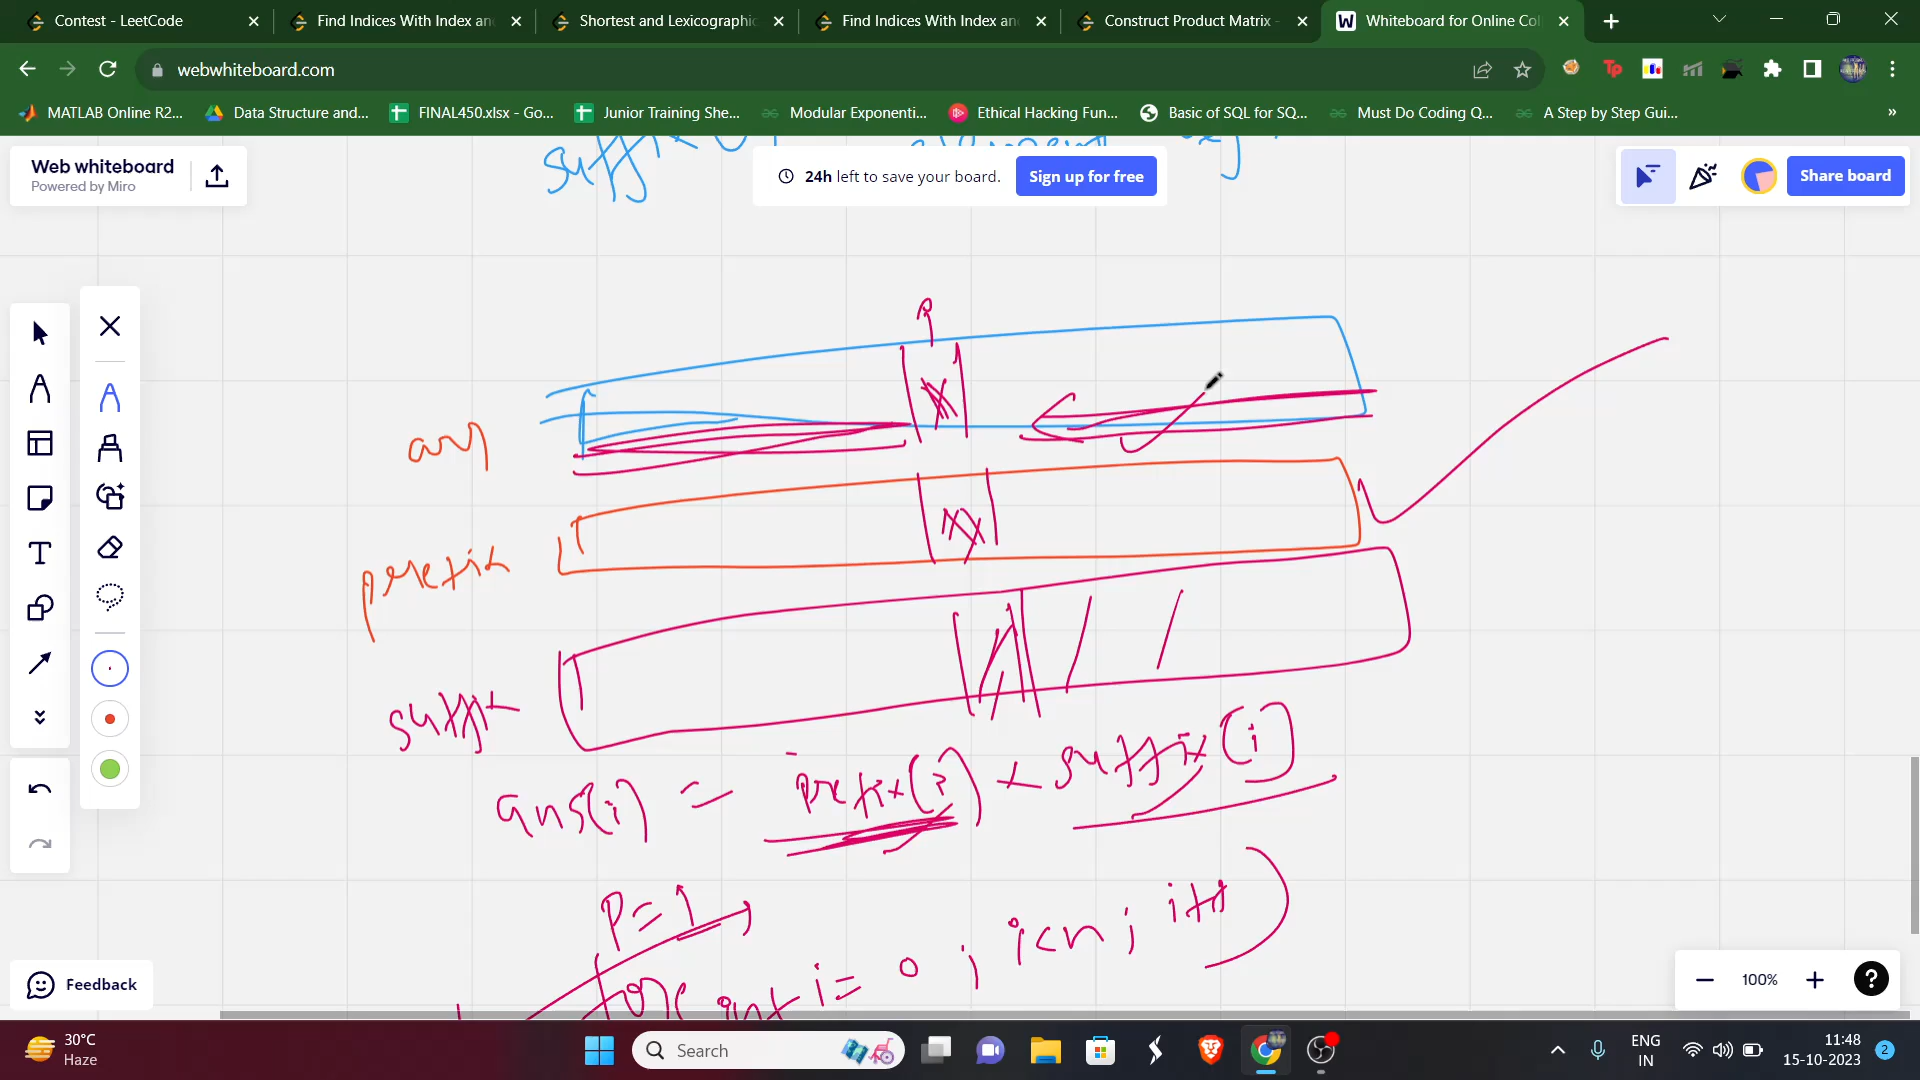 Contest - LeetCode
Find Indices With Index an
Shortest and Lexicographic
Find Indices With Index an
Construct Product Matrix -
Whiteboard for Online Col
webwhiteboard.com
MATLAB Online R2...
Data Structure and...
FINAL450.xlsx - Go...
Junior Training She...
Modular Exponenti...
Ethical Hacking Fun...
Basic of SQL for SQ...
Must Do Coding Q...
A Step by Step Gui...
»
Web whiteboard
Powered by Miro
24h left to save your board.
Sign up for free
Share board
suffix
arr
prefix
suffix
ans(i) = prefix(i) × suffix(i)
P=1
for( int i = 0 ; i<n ; i++)
Feedback
100%
30°C
Haze
Search
ENG
IN
11:48
15-10-2023
2